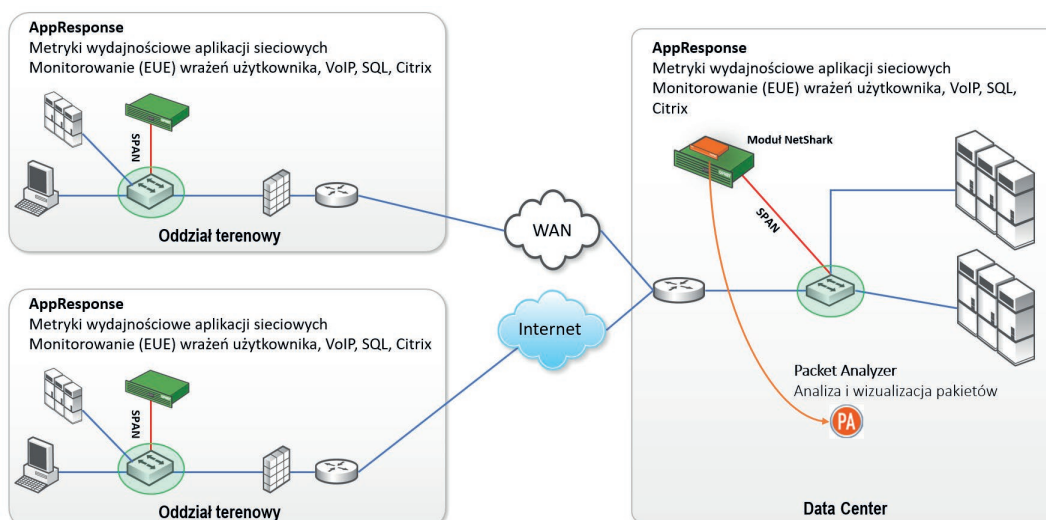 AppResponse
Metryki wydajnościowe aplikacji sieciowych
Monitorowanie (EUE) wrażeń użytkownika, VoIP, SQL, Citrix
SPAN
Oddział terenowy
AppResponse
Metryki wydajnościowe aplikacji sieciowych
Monitorowanie (EUE) wrażeń użytkownika, VoIP, SQL, Citrix
SPAN
Oddział terenowy
WAN
Internet
AppResponse
Metryki wydajnościowe aplikacji sieciowych
Monitorowanie (EUE) wrażeń użytkownika, VoIP, SQL,
Citrix
Moduł NetShark
SPAN
Packet Analyzer
Analiza i wizualizacja pakietów
PA
Data Center